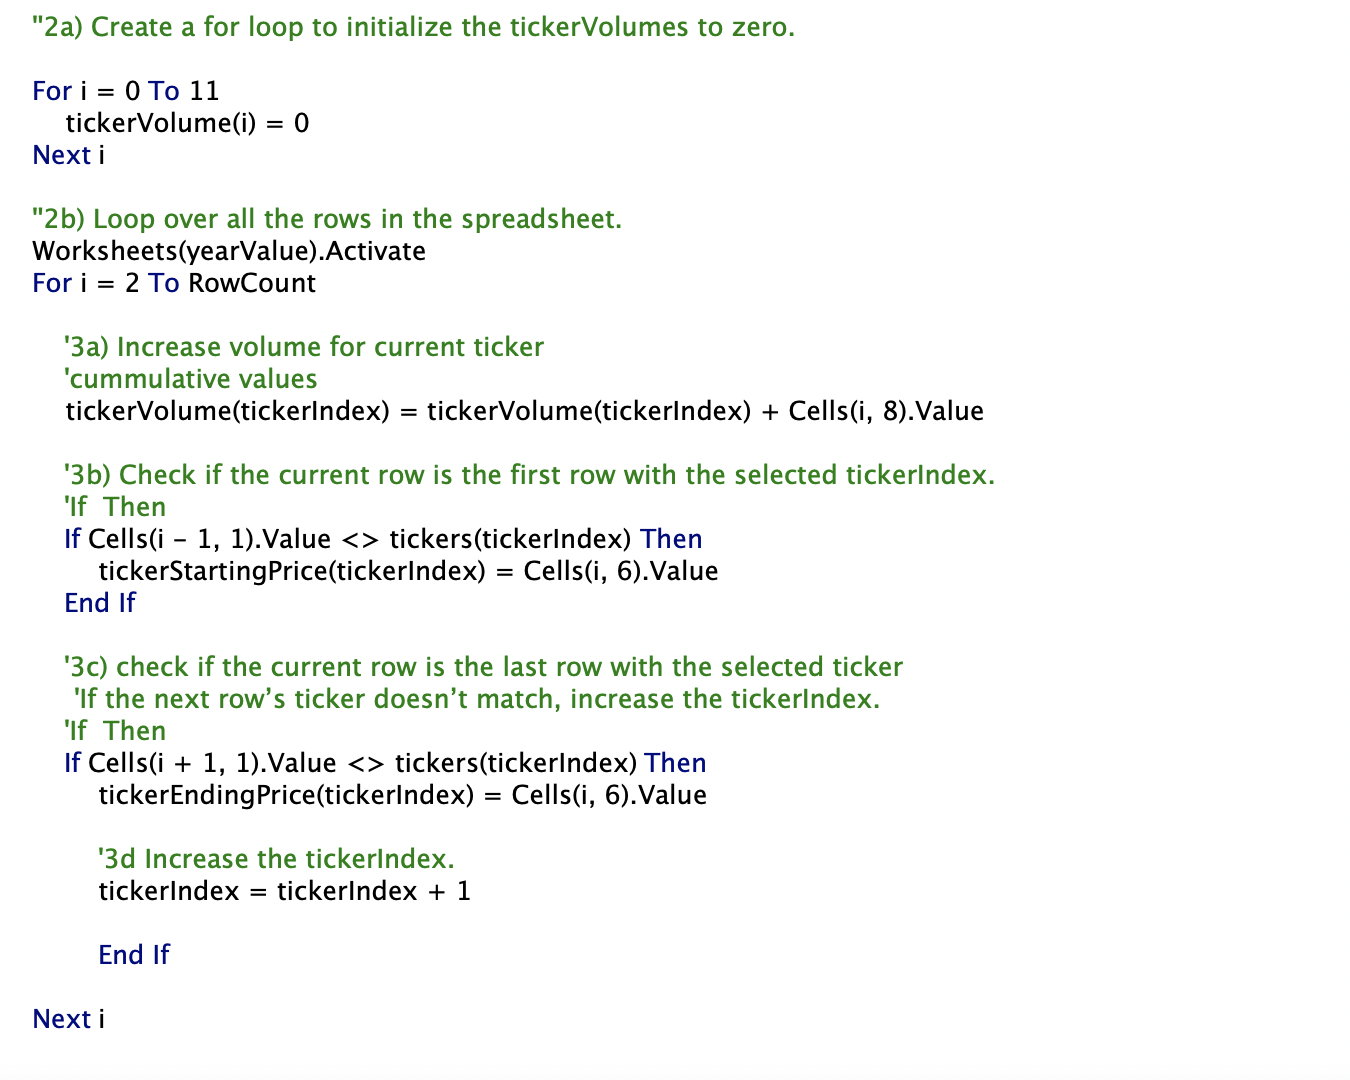 "2a) Create a for loop to initialize the tickerVolumes to zero.
For i = 0 To 11
tickerVolume(i) = 0
Next i
"2b) Loop over all the rows in the spreadsheet.
Worksheets(yearValue).Activate
For i = 2 To RowCount
'3a) Increase volume for current ticker
'cummulative values
tickerVolume(tickerIndex) = tickerVolume(tickerIndex) + Cells(i, 8).Value
'3b) Check if the current row is the first row with the selected tickerIndex.
'If  Then
If Cells(i - 1, 1).Value <> tickers(tickerIndex) Then
tickerStartingPrice(tickerIndex) = Cells(i, 6).Value
End If
'3c) check if the current row is the last row with the selected ticker
'If the next row’s ticker doesn’t match, increase the tickerIndex.
'If  Then
If Cells(i + 1, 1).Value <> tickers(tickerIndex) Then
tickerEndingPrice(tickerIndex) = Cells(i, 6).Value
'3d Increase the tickerIndex.
tickerIndex = tickerIndex + 1
End If
Next i